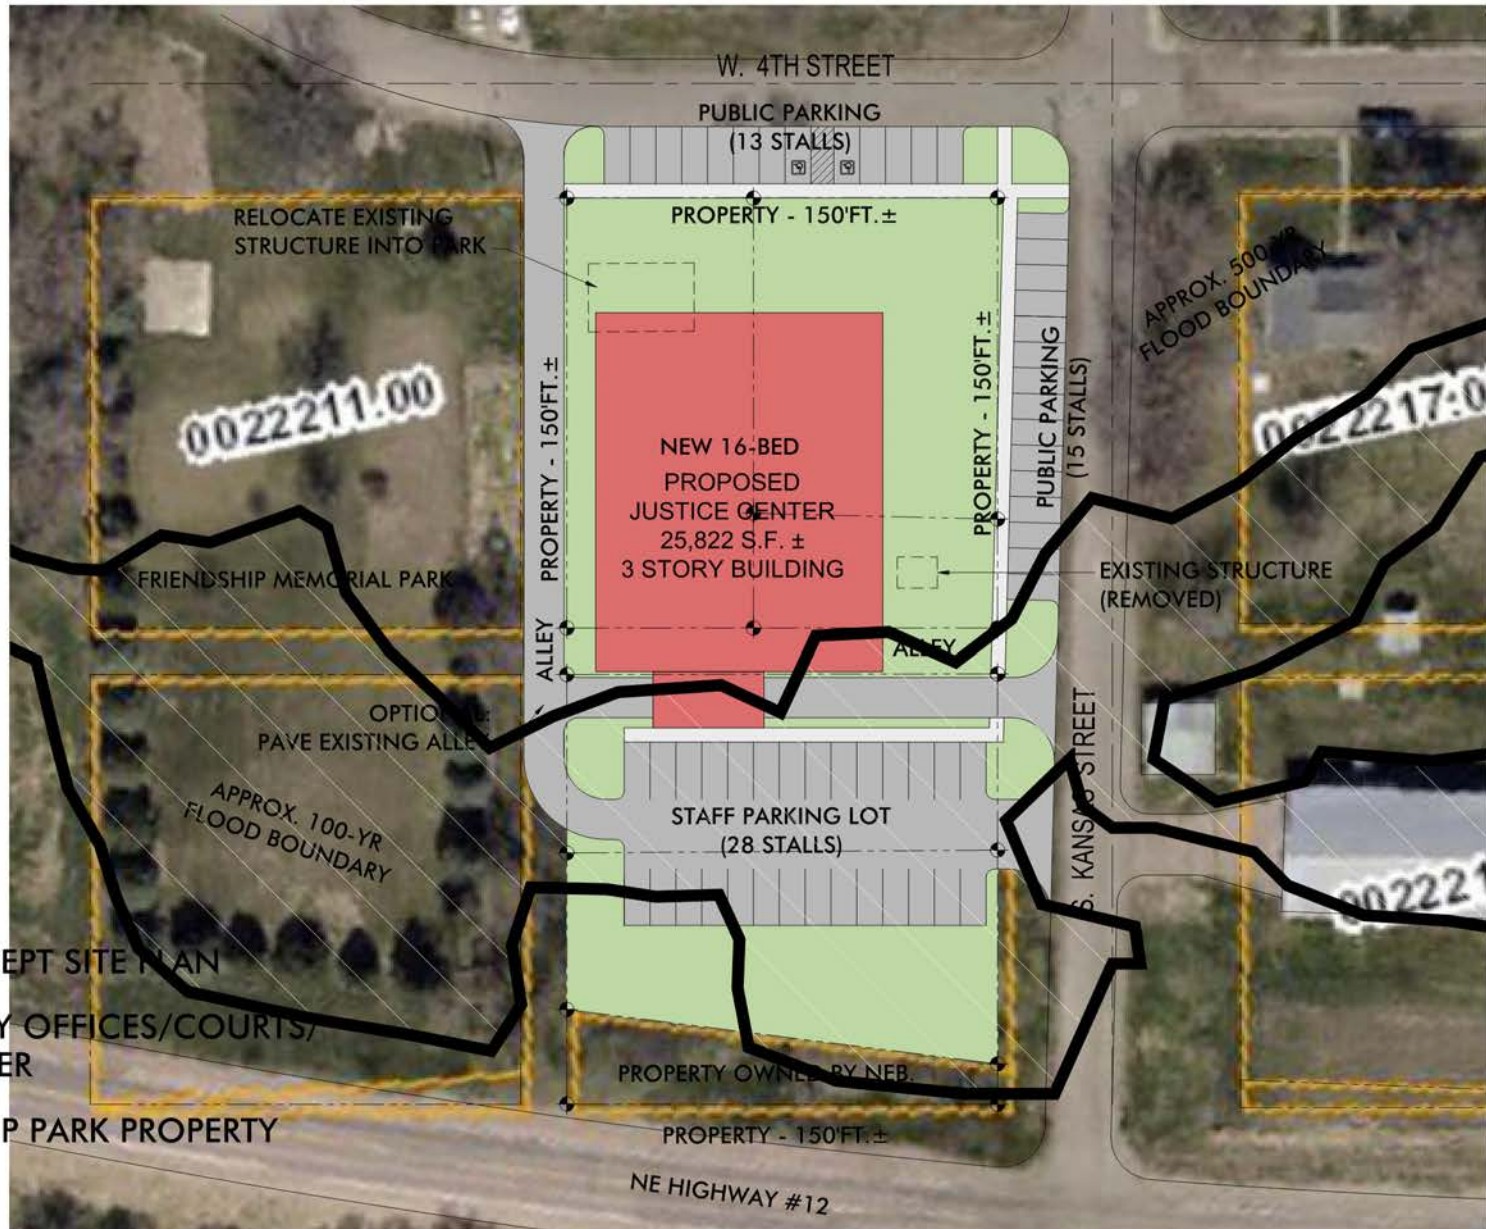 W. 4TH STREET
PUBLIC PARKING
(13 STALLS)
RELOCATE EXISTING
STRUCTURE INTO PARK
PROPERTY - 150'FT.±
APPROX. 500-YR
FLOOD BOUNDARY
0022211.00
PROPERTY - 150'FT.±
PROPERTY - 150'FT.±
PUBLIC PARKING
(15 STALLS)
0022217.0
NEW 16-BED
PROPOSED
JUSTICE CENTER
25,822 S.F. ±
3 STORY BUILDING
FRIENDSHIP MEMORIAL PARK
EXISTING STRUCTURE
(REMOVED)
ALLEY
ALLEY
OPTIONAL:
PAVE EXISTING ALLEY
S. KANSAS STREET
APPROX. 100-YR
FLOOD BOUNDARY
STAFF PARKING LOT
(28 STALLS)
002221
EPT SITE PLAN
Y OFFICES/COURTS/
ER
P PARK PROPERTY
PROPERTY OWNED BY NEB.
PROPERTY - 150'FT.±
NE HIGHWAY #12